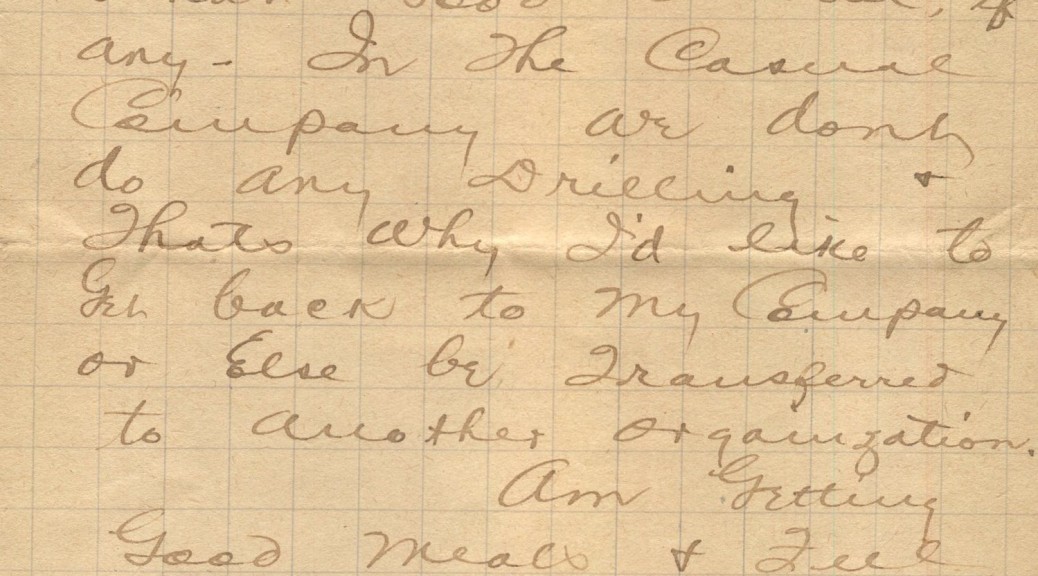 if
any - In The Casual
Company we dont
do any Drilling &
Thats Why I'd like to
Get back to My Company
or Else be Transferred
to another organization.
Am Getting
Good Meals & Feel